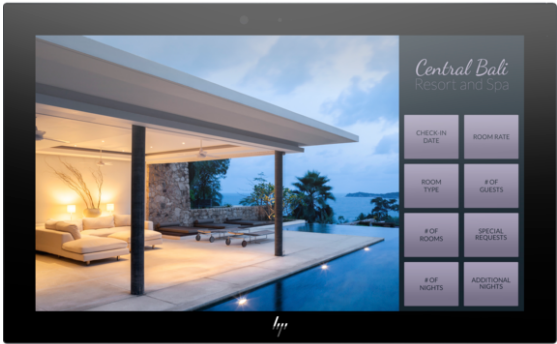 Central Bali
Resort and Spa
CHECK-IN
DATE
ROOM RATE
ROOM
TYPE
# OF
GUESTS
# OF
ROOMS
SPECIAL
REQUESTS
# OF
NIGHTS
ADDITIONAL
NIGHTS
hp